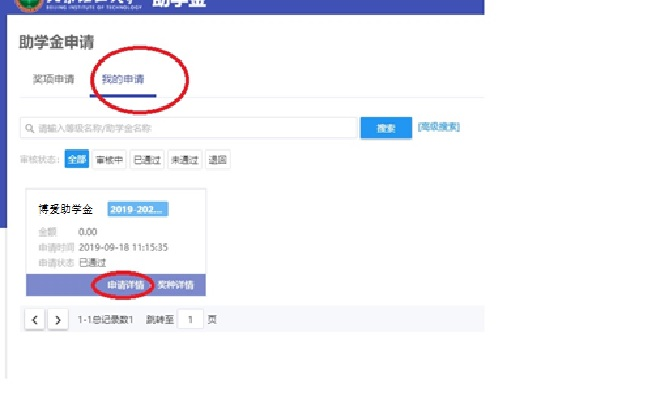 BEIJING INSTITUTE OF TECHNOLOGY 助学金
助学金申请
奖项申请 我的申请
请输入等级名称/助学金名称 搜索 [高级搜索]
审核状态: 全部 审核中 已通过 未通过 退回
博爱助学金 2019-202...
金额 0.00
申请时间 2019-09-18 11:15:35
申请状态 已通过
申请详情 奖种详情
< > 1-1总记录数1 跳转至 1 页